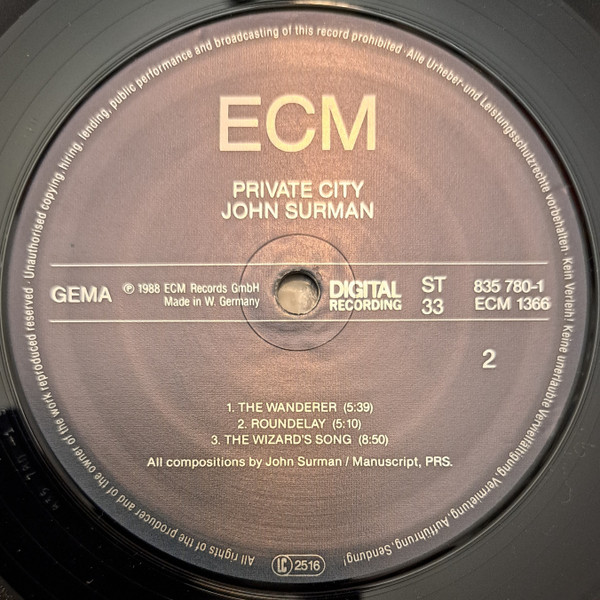 ECM
PRIVATE CITY
JOHN SURMAN
GEMA
℗ 1988 ECM Records GmbH
Made in W. Germany
DIGITAL
RECORDING
ST
33
835 780-1
ECM 1366
2
1. THE WANDERER (5:39)
2. ROUNDELAY (5:10)
3. THE WIZARD'S SONG (8:50)
All compositions by John Surman / Manuscript, PRS.
All rights of the producer and of the owner of the work reproduced reserved · Unauthorised copying, hiring, lending, public performance and broadcasting of this record prohibited · Alle Urheber- und Leistungsschutzrechte vorbehalten. Kein Verleih! Keine unerlaubte Vervielfältigung, Vermietung, Aufführung, Sendung!
LC 2516